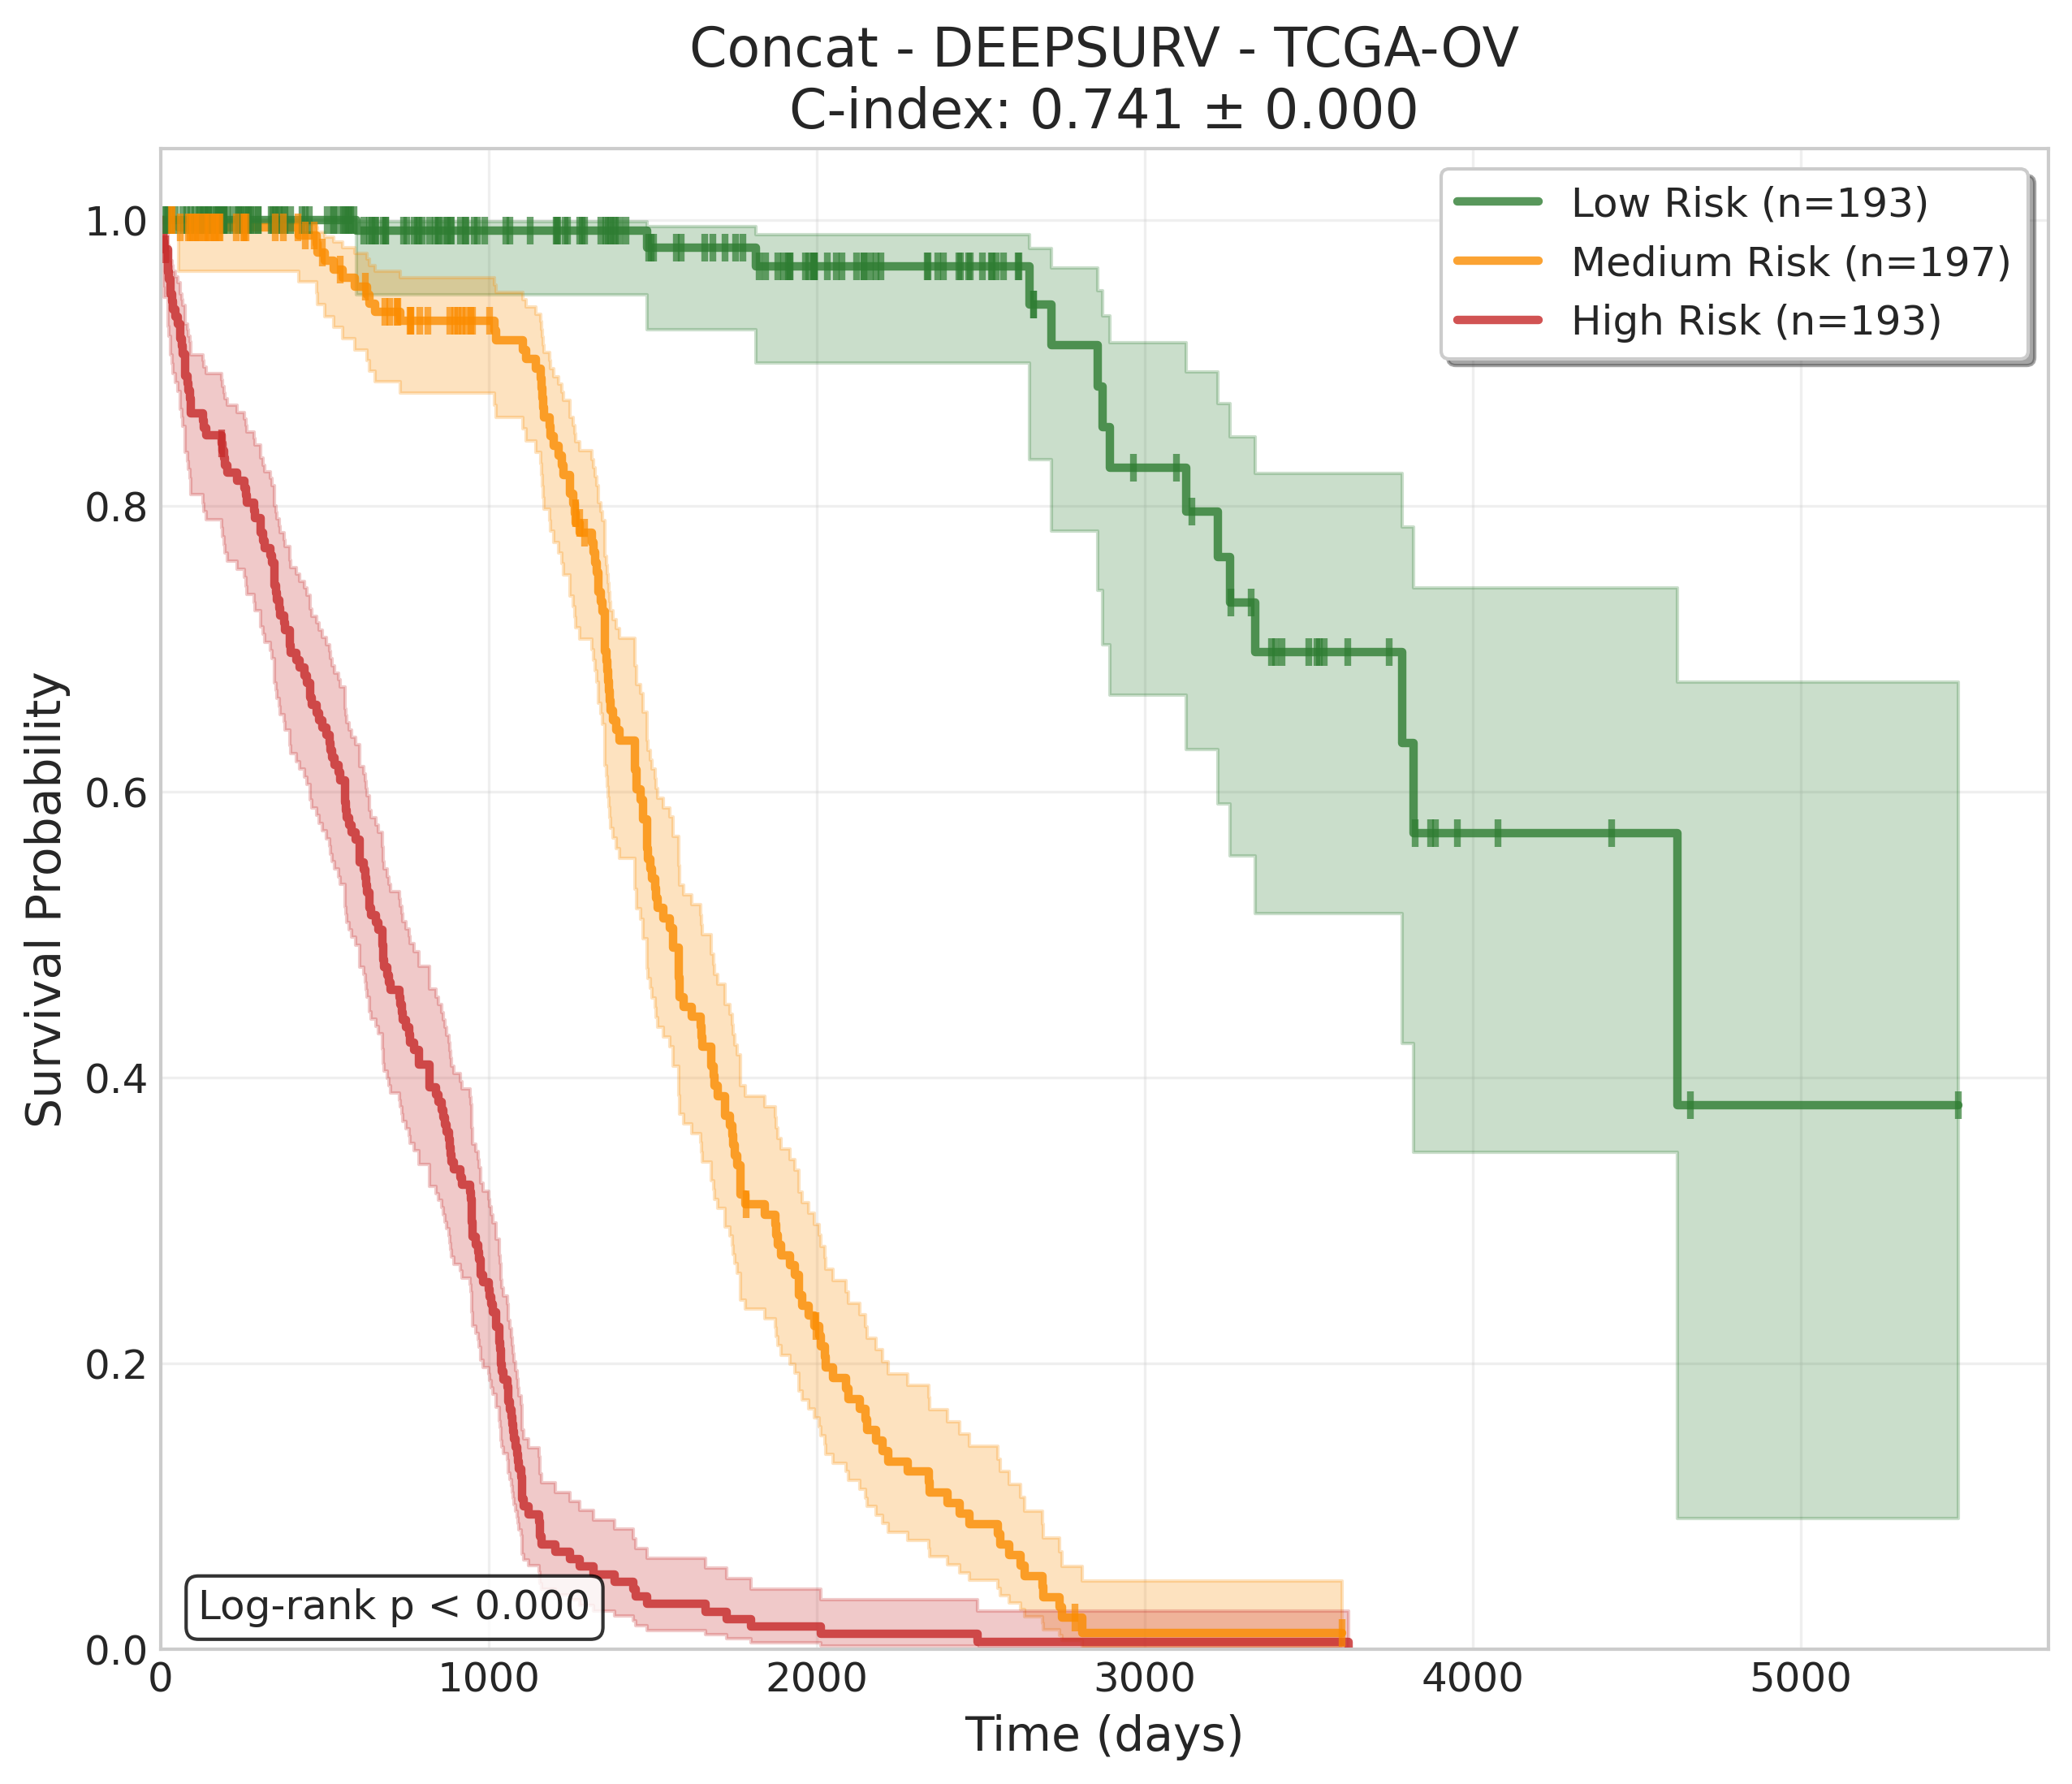 Concat - DEEPSURV - TCGA-OV
C-index: 0.741 ± 0.000
Low Risk (n=193)
Medium Risk (n=197)
High Risk (n=193)
Survival Probability
1.0
0.8
0.6
0.4
0.2
0.0
Log-rank p < 0.000
0 1000 2000 3000 4000 5000
Time (days)